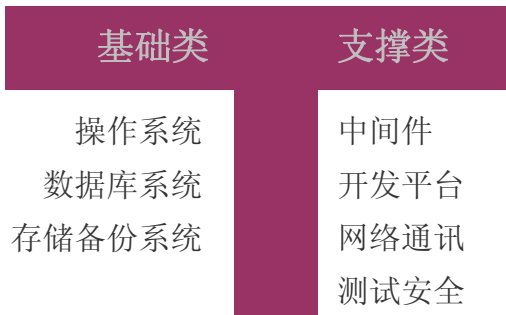 基础类
操作系统
数据库系统
存储备份系统
支撑类
中间件
开发平台
网络通讯
测试安全